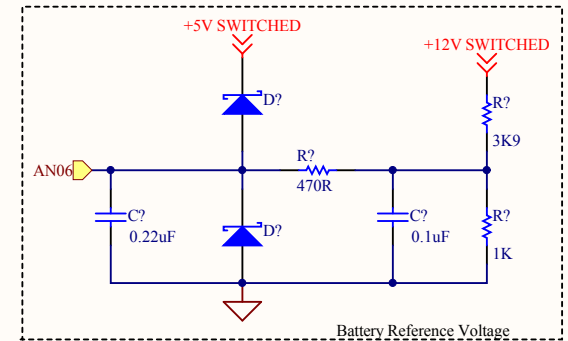 +5V SWITCHED
+12V SWITCHED
D?
R?
3K9
R?
470R
AN06
C?
0.22uF
D?
C?
0.1uF
R?
1K
Battery Reference Voltage